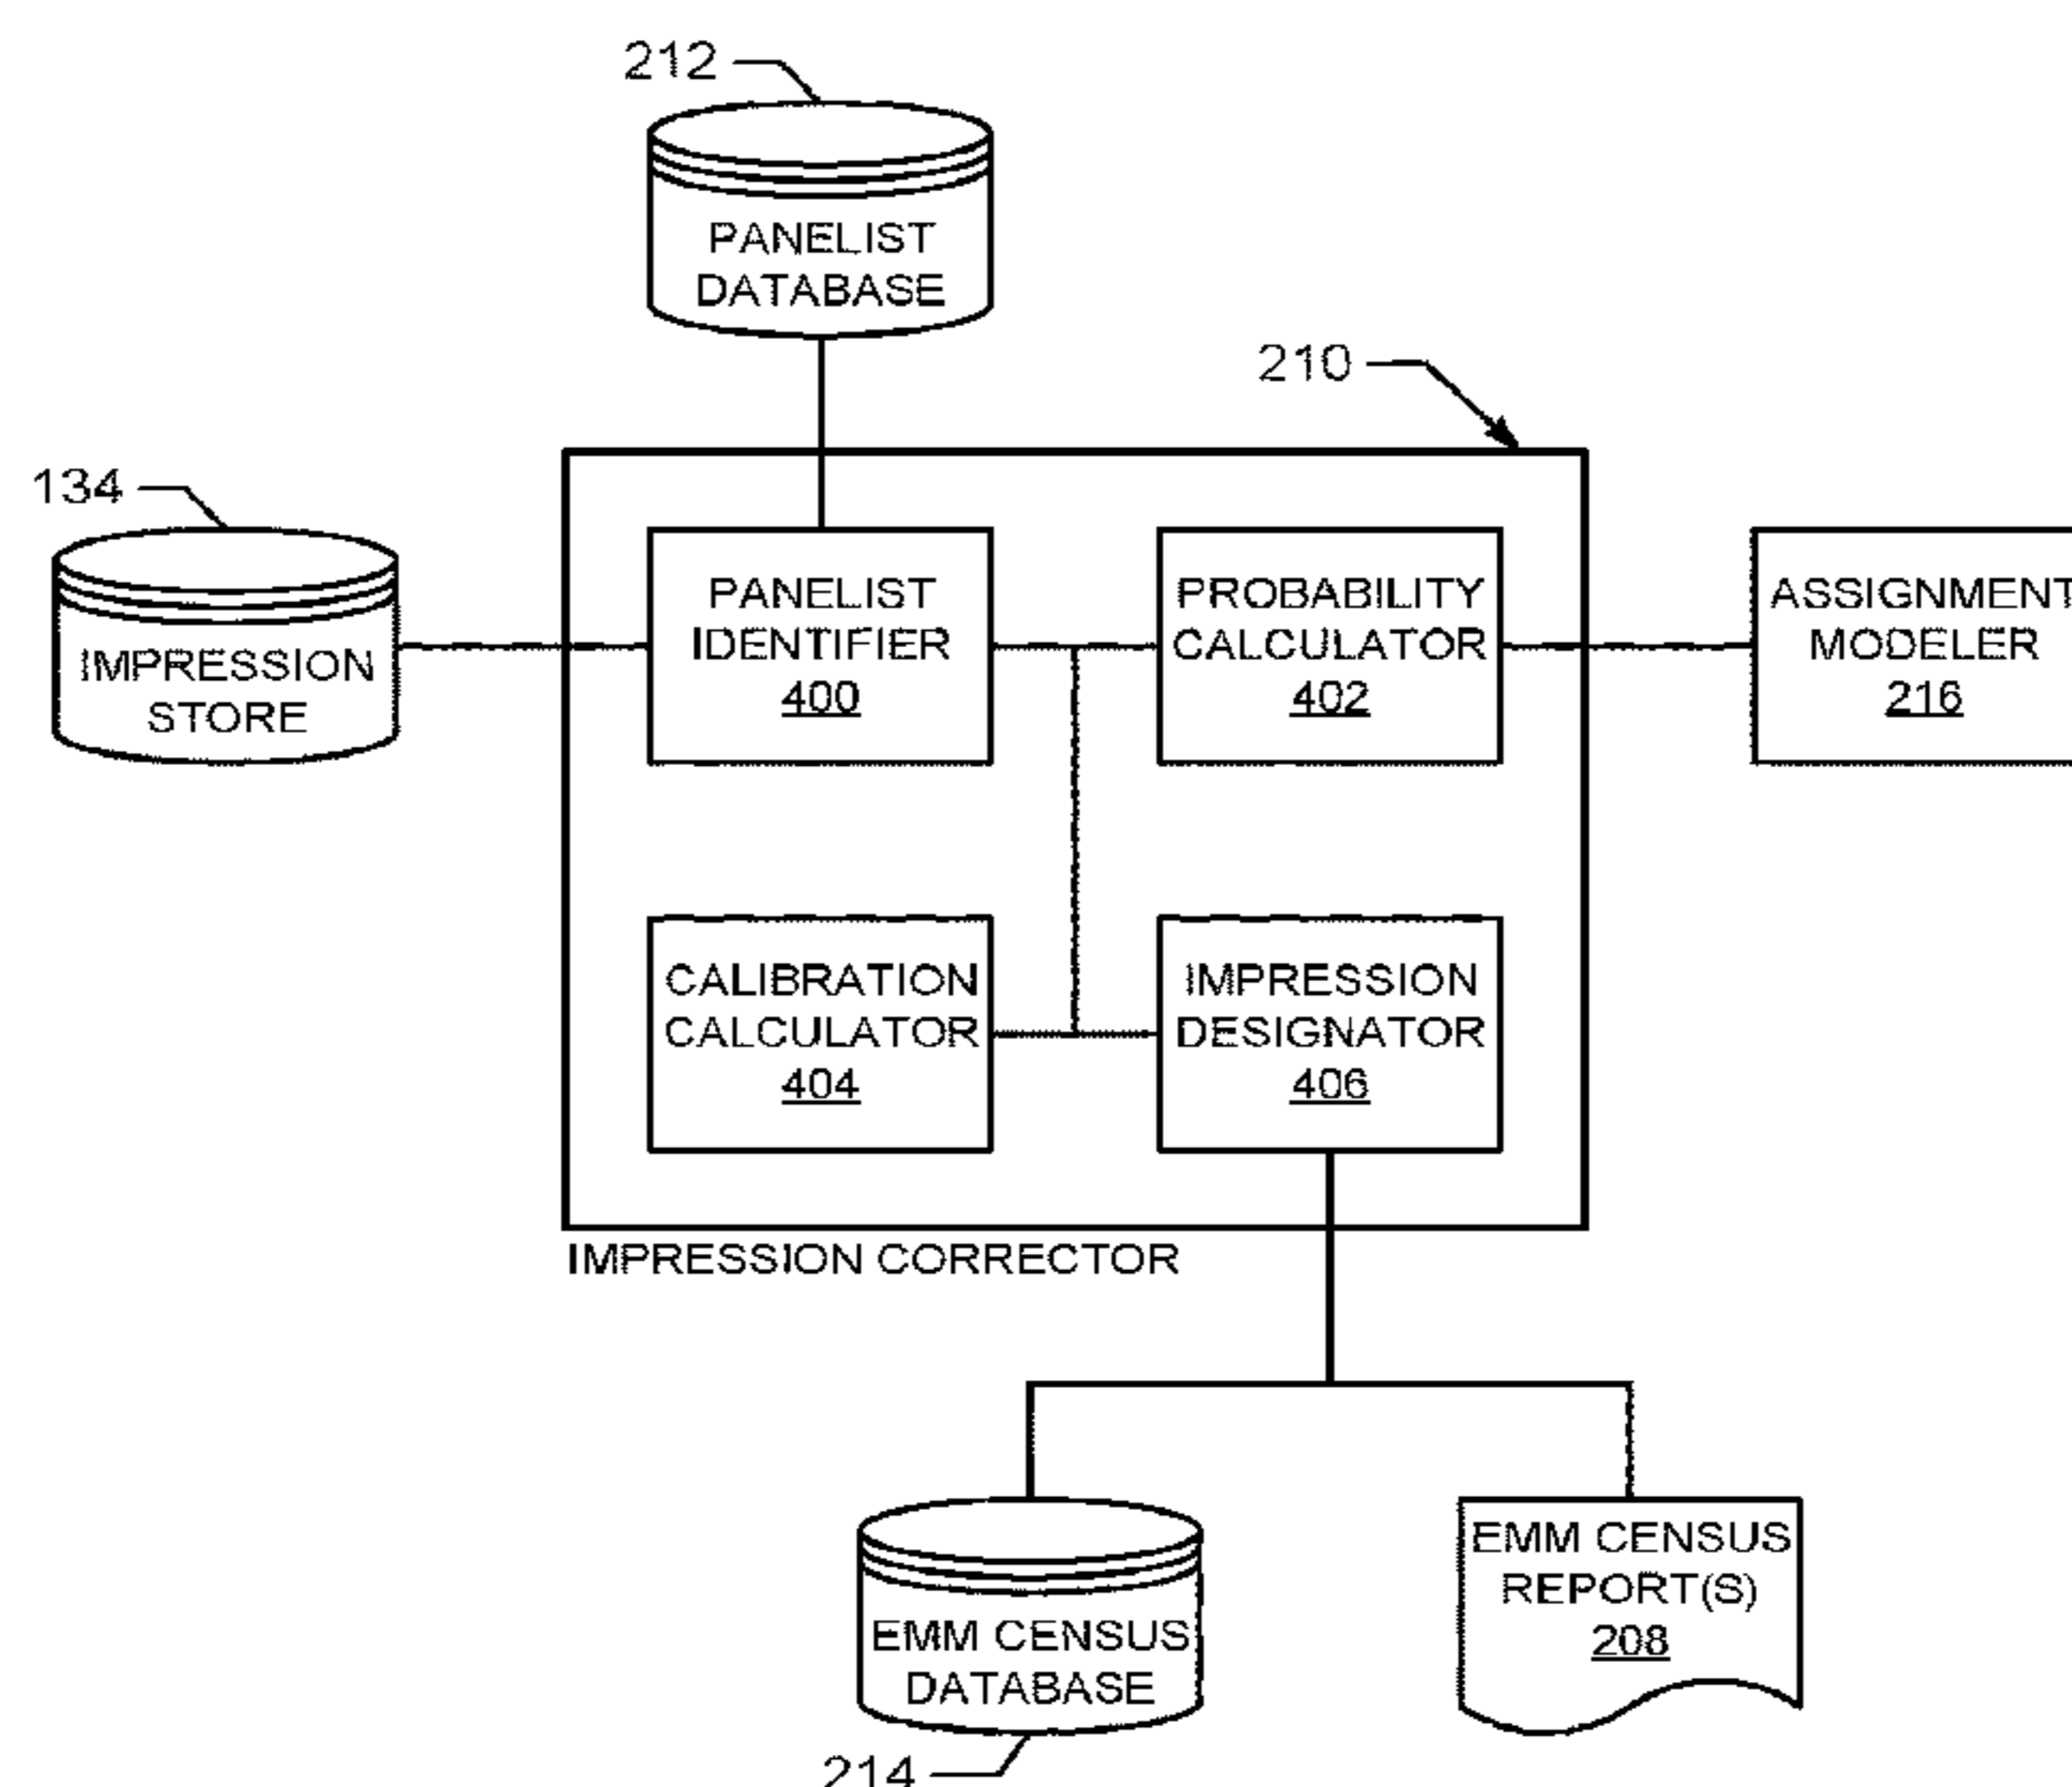 212
PANELIST
DATABASE
210
134
IMPRESSION
STORE
PANELIST
IDENTIFIER
400
PROBABILITY
CALCULATOR
402
ASSIGNMENT
MODELER
216
CALIBRATION
CALCULATOR
404
IMPRESSION
DESIGNATOR
406
IMPRESSION CORRECTOR
EMM CENSUS
DATABASE
214
EMM CENSUS
REPORT(S)
208